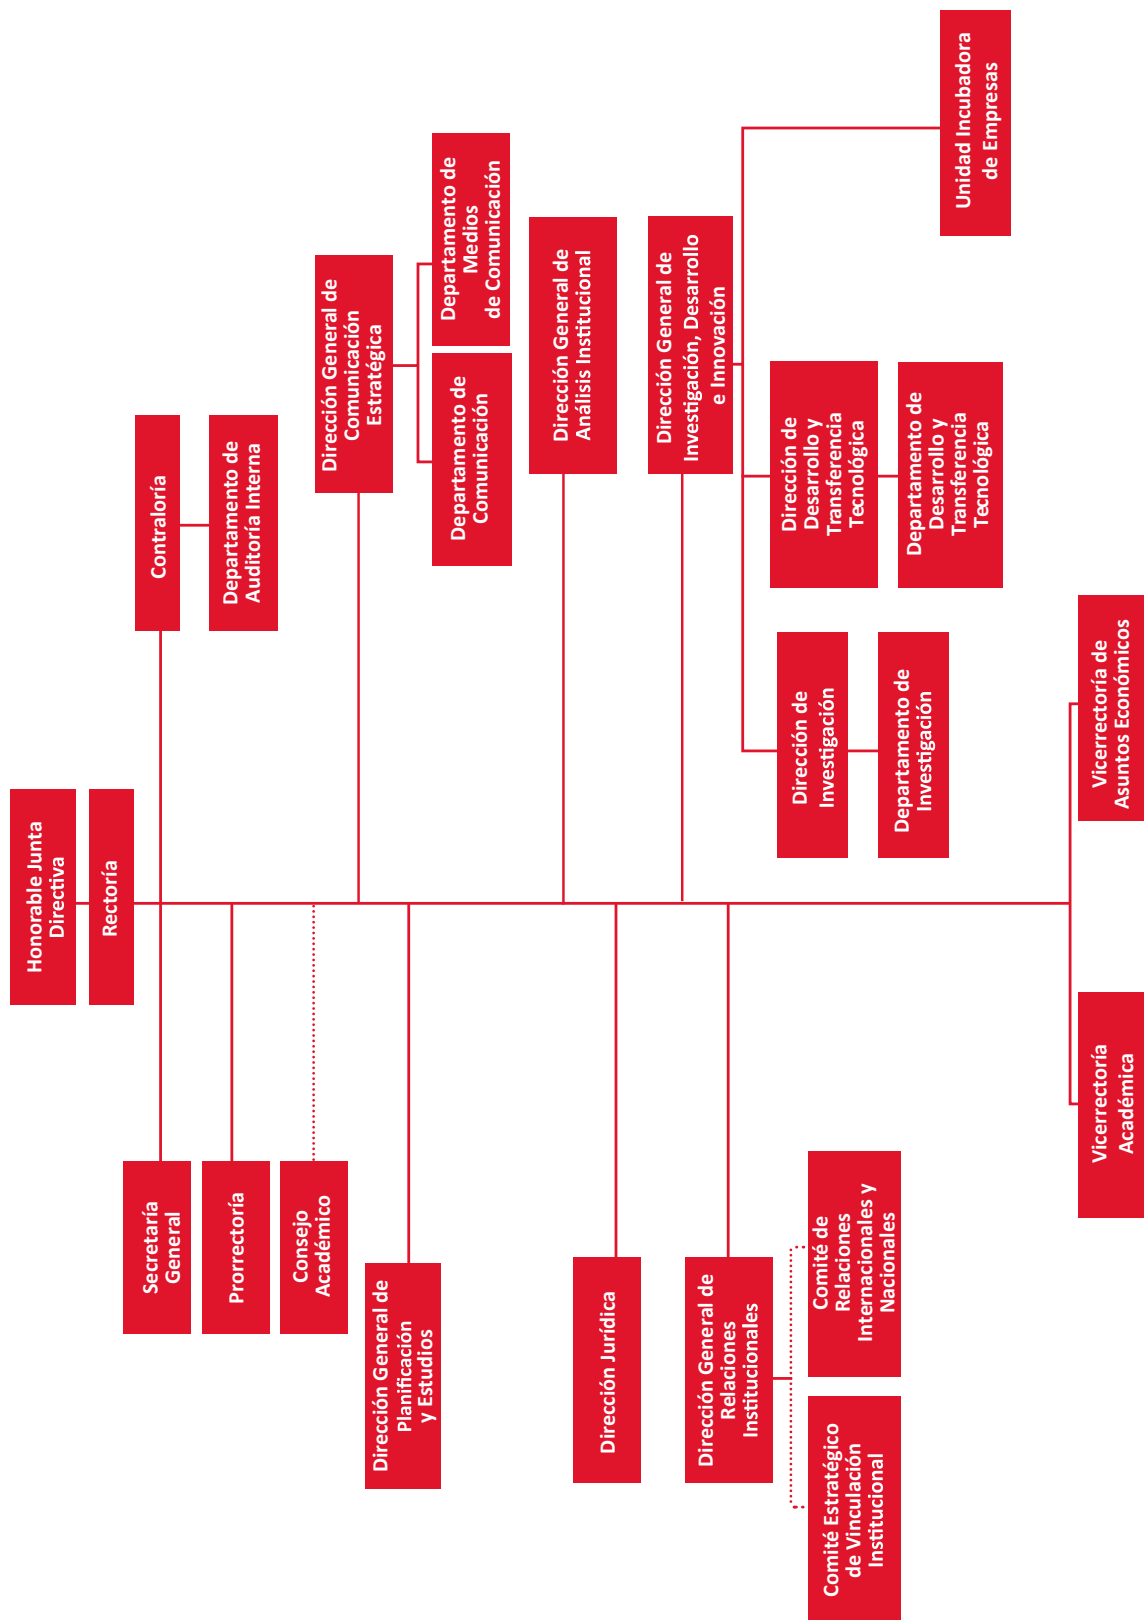 Honorable Junta
Directiva
Rectoría
Secretaría
General
Contraloría
Departamento de
Auditoría Interna
Prorrectoría
Consejo
Académico
Dirección General de
Comunicación
Estratégica
Departamento de
Comunicación
Departamento de
Medios
de Comunicación
Dirección General de
Planificación
y Estudios
Dirección General de
Análisis Institucional
Dirección Jurídica
Dirección General de
Investigación, Desarrollo
e Innovación
Dirección General de
Relaciones
Institucionales
Comité Estratégico
de Vinculación
Institucional
Comité de
Relaciones
Internacionales y
Nacionales
Dirección de
Investigación
Departamento de
Investigación
Dirección de
Desarrollo y
Transferencia
Tecnológica
Departamento de
Desarrollo y
Transferencia
Tecnológica
Unidad Incubadora
de Empresas
Vicerrectoría
Académica
Vicerrectoría de
Asuntos Económicos